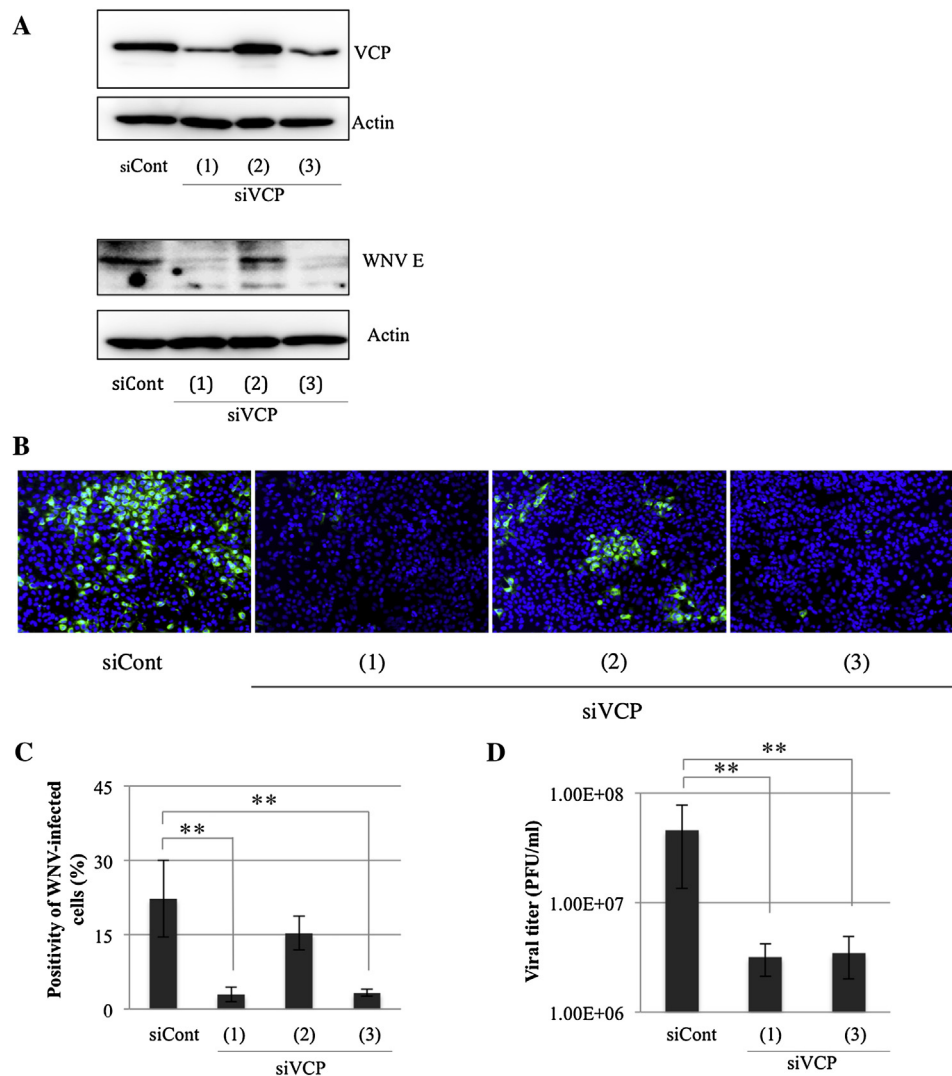 A
VCP
Actin
siCont (1) (2) (3)
siVCP
WNV E
Actin
siCont (1) (2) (3)
siVCP
B
siCont (1) (2) (3)
siVCP
C
Positivity of WNV-infected
cells (%)
45
30
15
0
** **
siCont (1) (2) (3)
siVCP
D
Viral titer (PFU/ml)
1.00E+08
1.00E+07
1.00E+06
**
**
siCont (1) (3)
siVCP